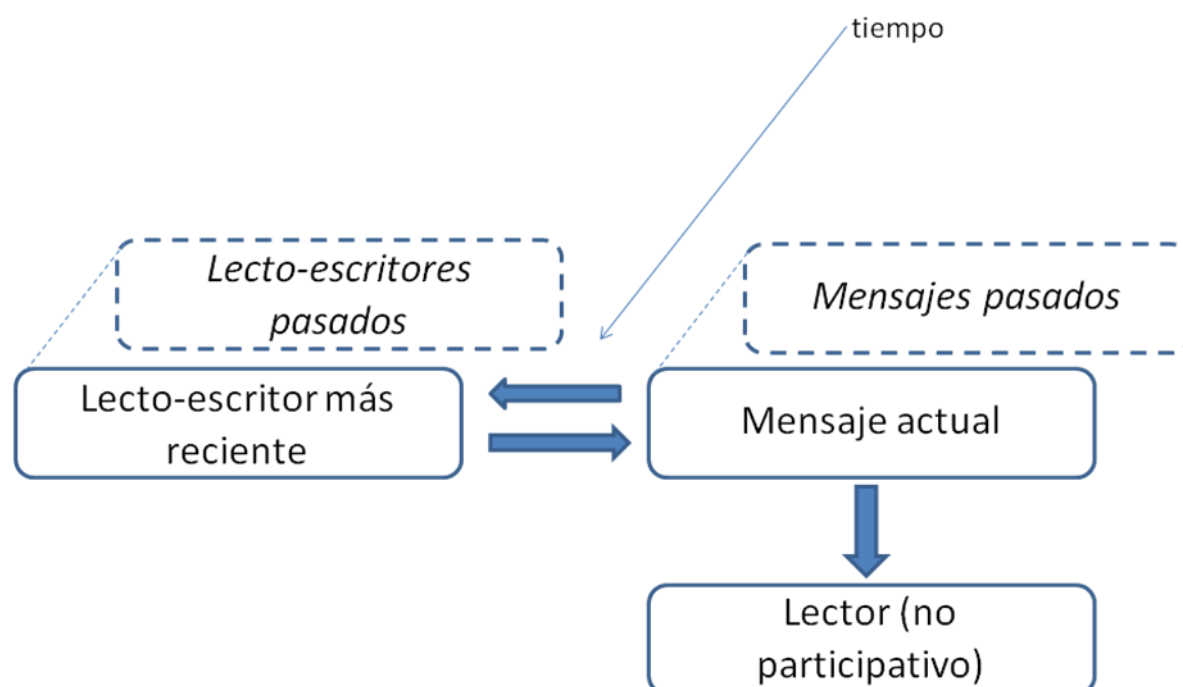 tiempo
Lecto-escritores
pasados
Mensajes pasados
Lecto-escritor más
reciente
Mensaje actual
Lector (no
participativo)